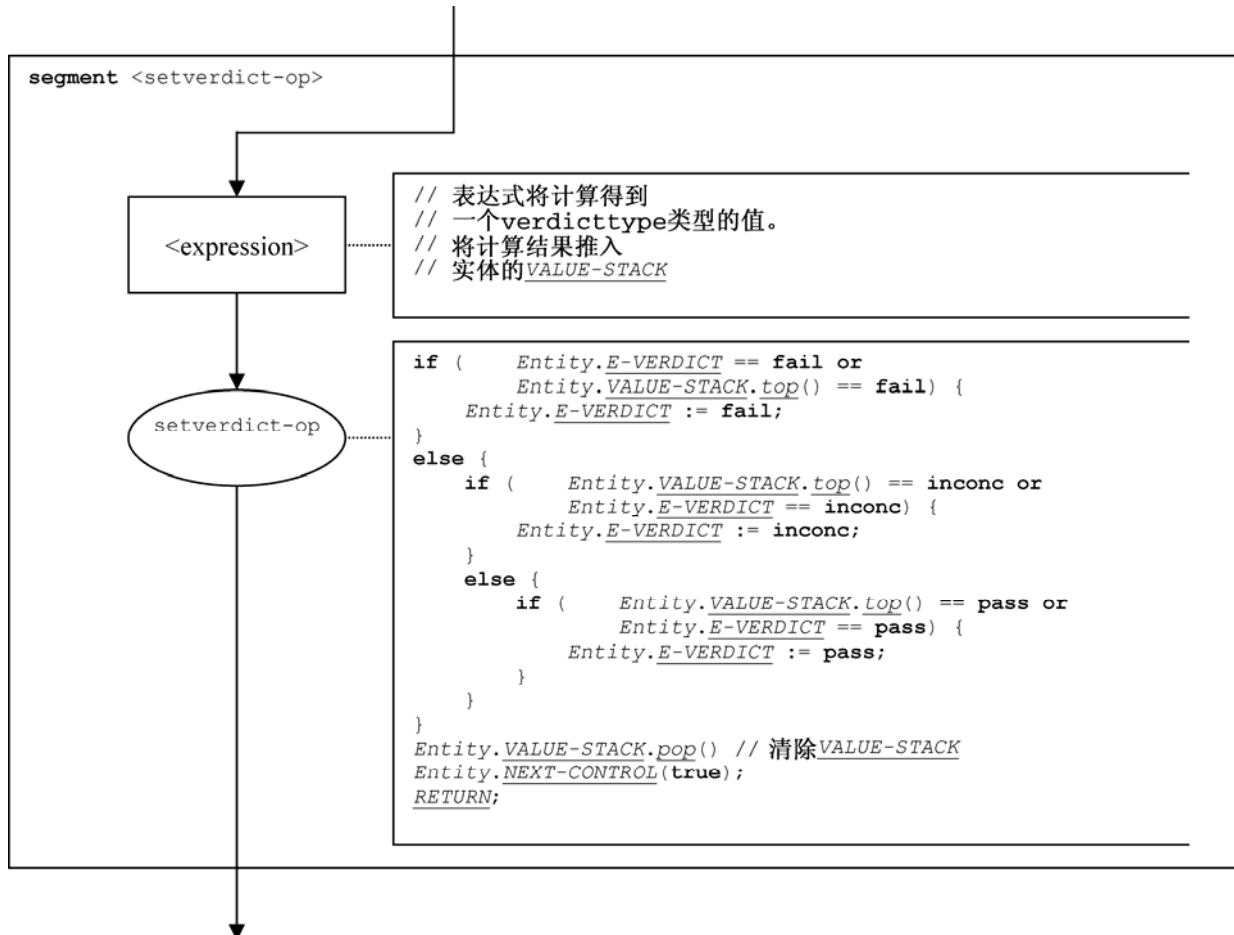 segment <setverdict-op>
<expression>
// 表达式将计算得到
// 一个verdicttype类型的值。
// 将计算结果推入
// 实体的VALUE-STACK
setverdict-op
if (    Entity.E-VERDICT == fail or
        Entity.VALUE-STACK.top() == fail) {
    Entity.E-VERDICT := fail;
}
else {
    if (    Entity.VALUE-STACK.top() == inconc or
            Entity.E-VERDICT == inconc) {
        Entity.E-VERDICT := inconc;
    }
    else {
        if (    Entity.VALUE-STACK.top() == pass or
                Entity.E-VERDICT == pass) {
            Entity.E-VERDICT := pass;
        }
    }
}
Entity.VALUE-STACK.pop() // 清除VALUE-STACK
Entity.NEXT-CONTROL(true);
RETURN;